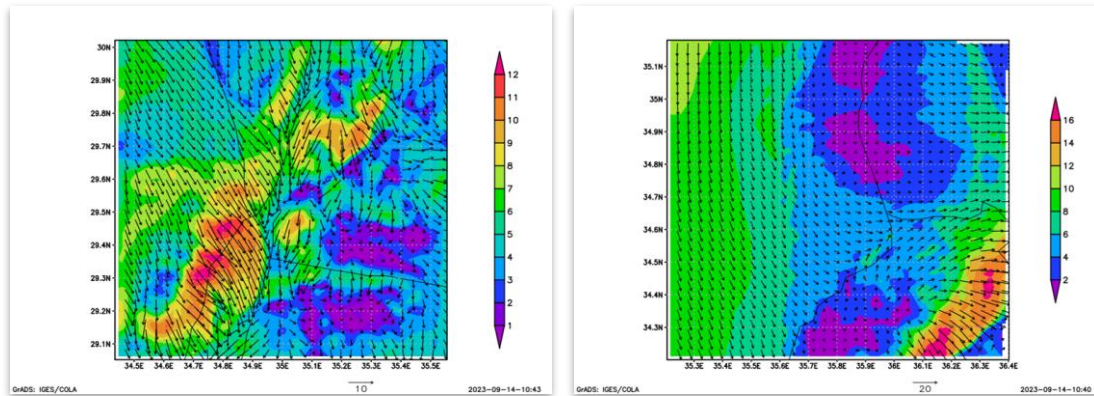 30N
29.9N
29.8N
29.7N
29.6N
29.5N
29.4N
29.3N
29.2N
29.1N
34.5E 34.6E 34.7E 34.8E 34.9E 35E 35.1E 35.2E 35.3E 35.4E 35.5E
12
11
10
9
8
7
6
5
4
3
2
1
GrADS: IGES/COLA
10
2023-09-14-10:43
35.1N
35N
34.9N
34.8N
34.7N
34.6N
34.5N
34.4N
34.3N
35.3E 35.4E 35.5E 35.6E 35.7E 35.8E 35.9E 36E 36.1E 36.2E 36.3E 36.4E
16
14
12
10
8
6
4
2
GrADS: IGES/COLA
20
2023-09-14-10:40